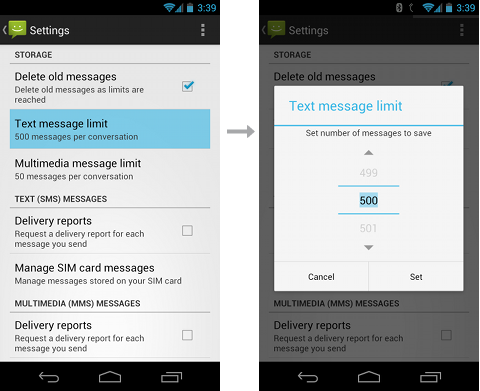 3:39
Settings
STORAGE
Delete old messages
Delete old messages as limits are
reached
Text message limit
500 messages per conversation
Multimedia message limit
50 messages per conversation
TEXT (SMS) MESSAGES
Delivery reports
Request a delivery report for each
message you send
Manage SIM card messages
Manage messages stored on your SIM card
MULTIMEDIA (MMS) MESSAGES
Delivery reports
Request a delivery report for each
message you send
3:39
Settings
STORAGE
Delete old messages
Text message limit
Set number of messages to save
499
500
501
Cancel
Set
MULTIMEDIA (MMS) MESSAGES
Delivery reports
Request a delivery report for each
message you send